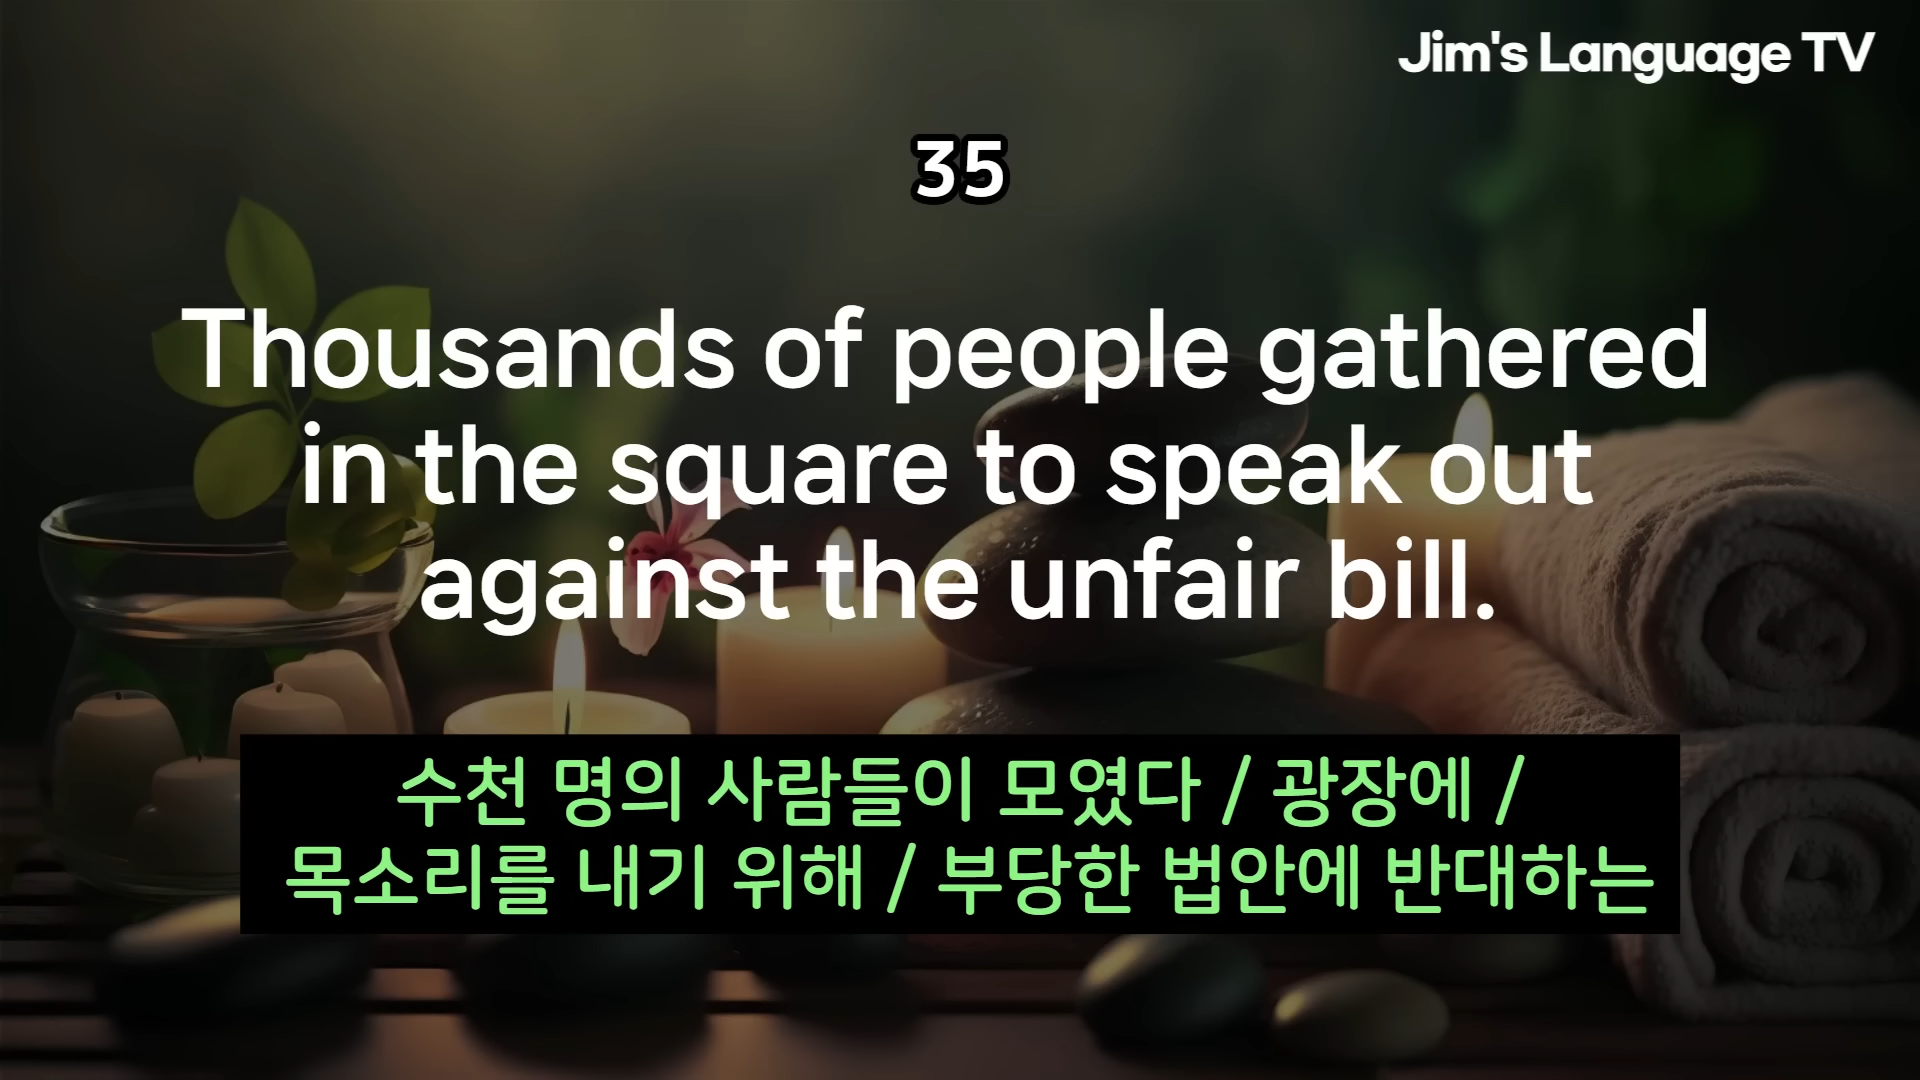 Jim's Language TV
35
Thousands of people gathered
in the square to speak out
against the unfair bill.
수천 명의 사람들이 모였다 / 광장에 /
목소리를 내기 위해 / 부당한 법안에 반대하는